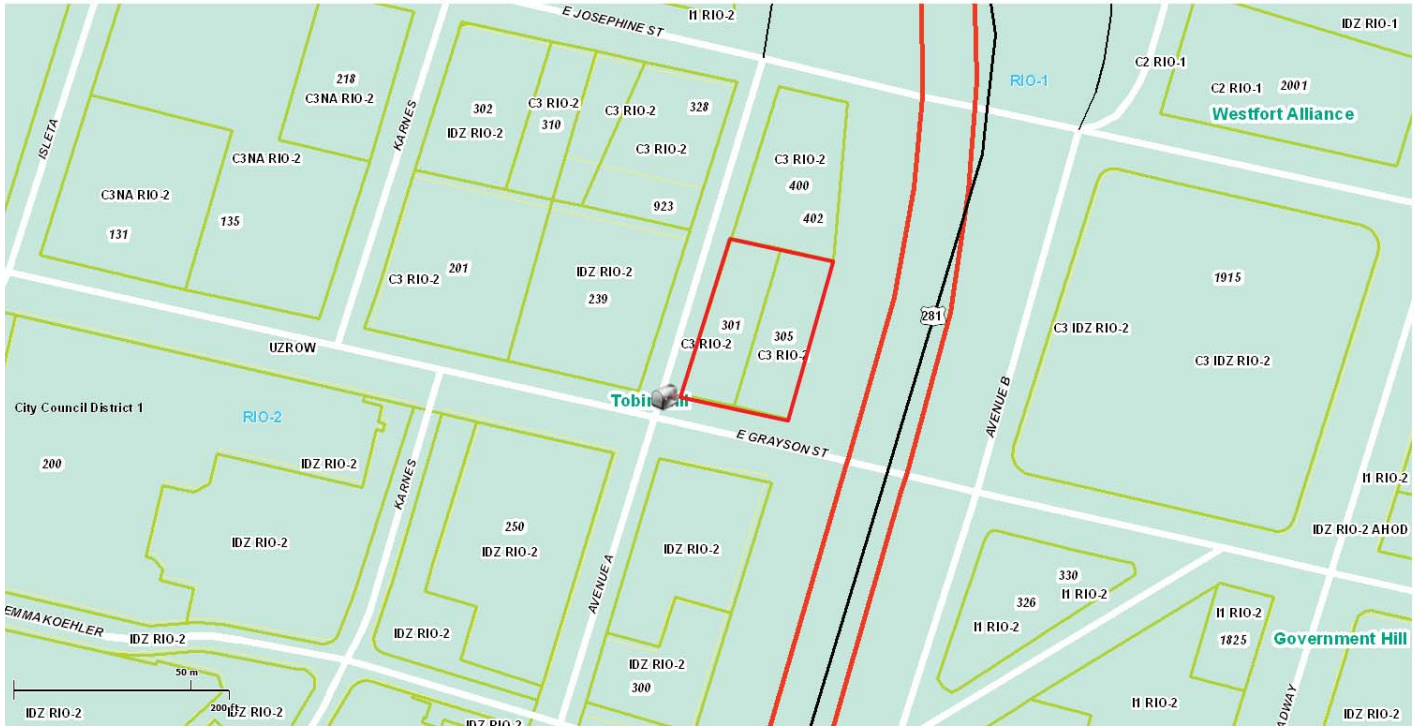 E JOSEPHINE ST
I1 RIO-2
IDZ RIO-1
RIO-1
C2 RIO-1
C2 RIO-1
2001
Westfort Alliance
218
C3NA RIO-2
KARNES
302
IDZ RIO-2
C3 RIO-2
310
C3 RIO-2
328
C3 RIO-2
923
ISLETA
C3NA RIO-2
C3NA RIO-2
131
135
C3 RIO-2
400
402
C3 RIO-2
201
IDZ RIO-2
239
301
C3 RIO-2
305
C3 RIO-2
281
1915
C3 IDZ RIO-2
C3 IDZ RIO-2
UZROW
AVENUE B
City Council District 1
RIO-2
E GRAYSON ST
200
IDZ RIO-2
KARNES
IDZ RIO-2
250
IDZ RIO-2
AVENUE A
IDZ RIO-2
I1 RIO-2
IDZ RIO-2 AHOD
330
I1 RIO-2
326
I1 RIO-2
I1 RIO-2
1825
Government Hill
EMMA KOEHLER
IDZ RIO-2
IDZ RIO-2
IDZ RIO-2
300
50 m
200 ft
IDZ RIO-2
IDZ RIO-2
IDZ RIO-2
I1 RIO-2
IDZ RIO-2